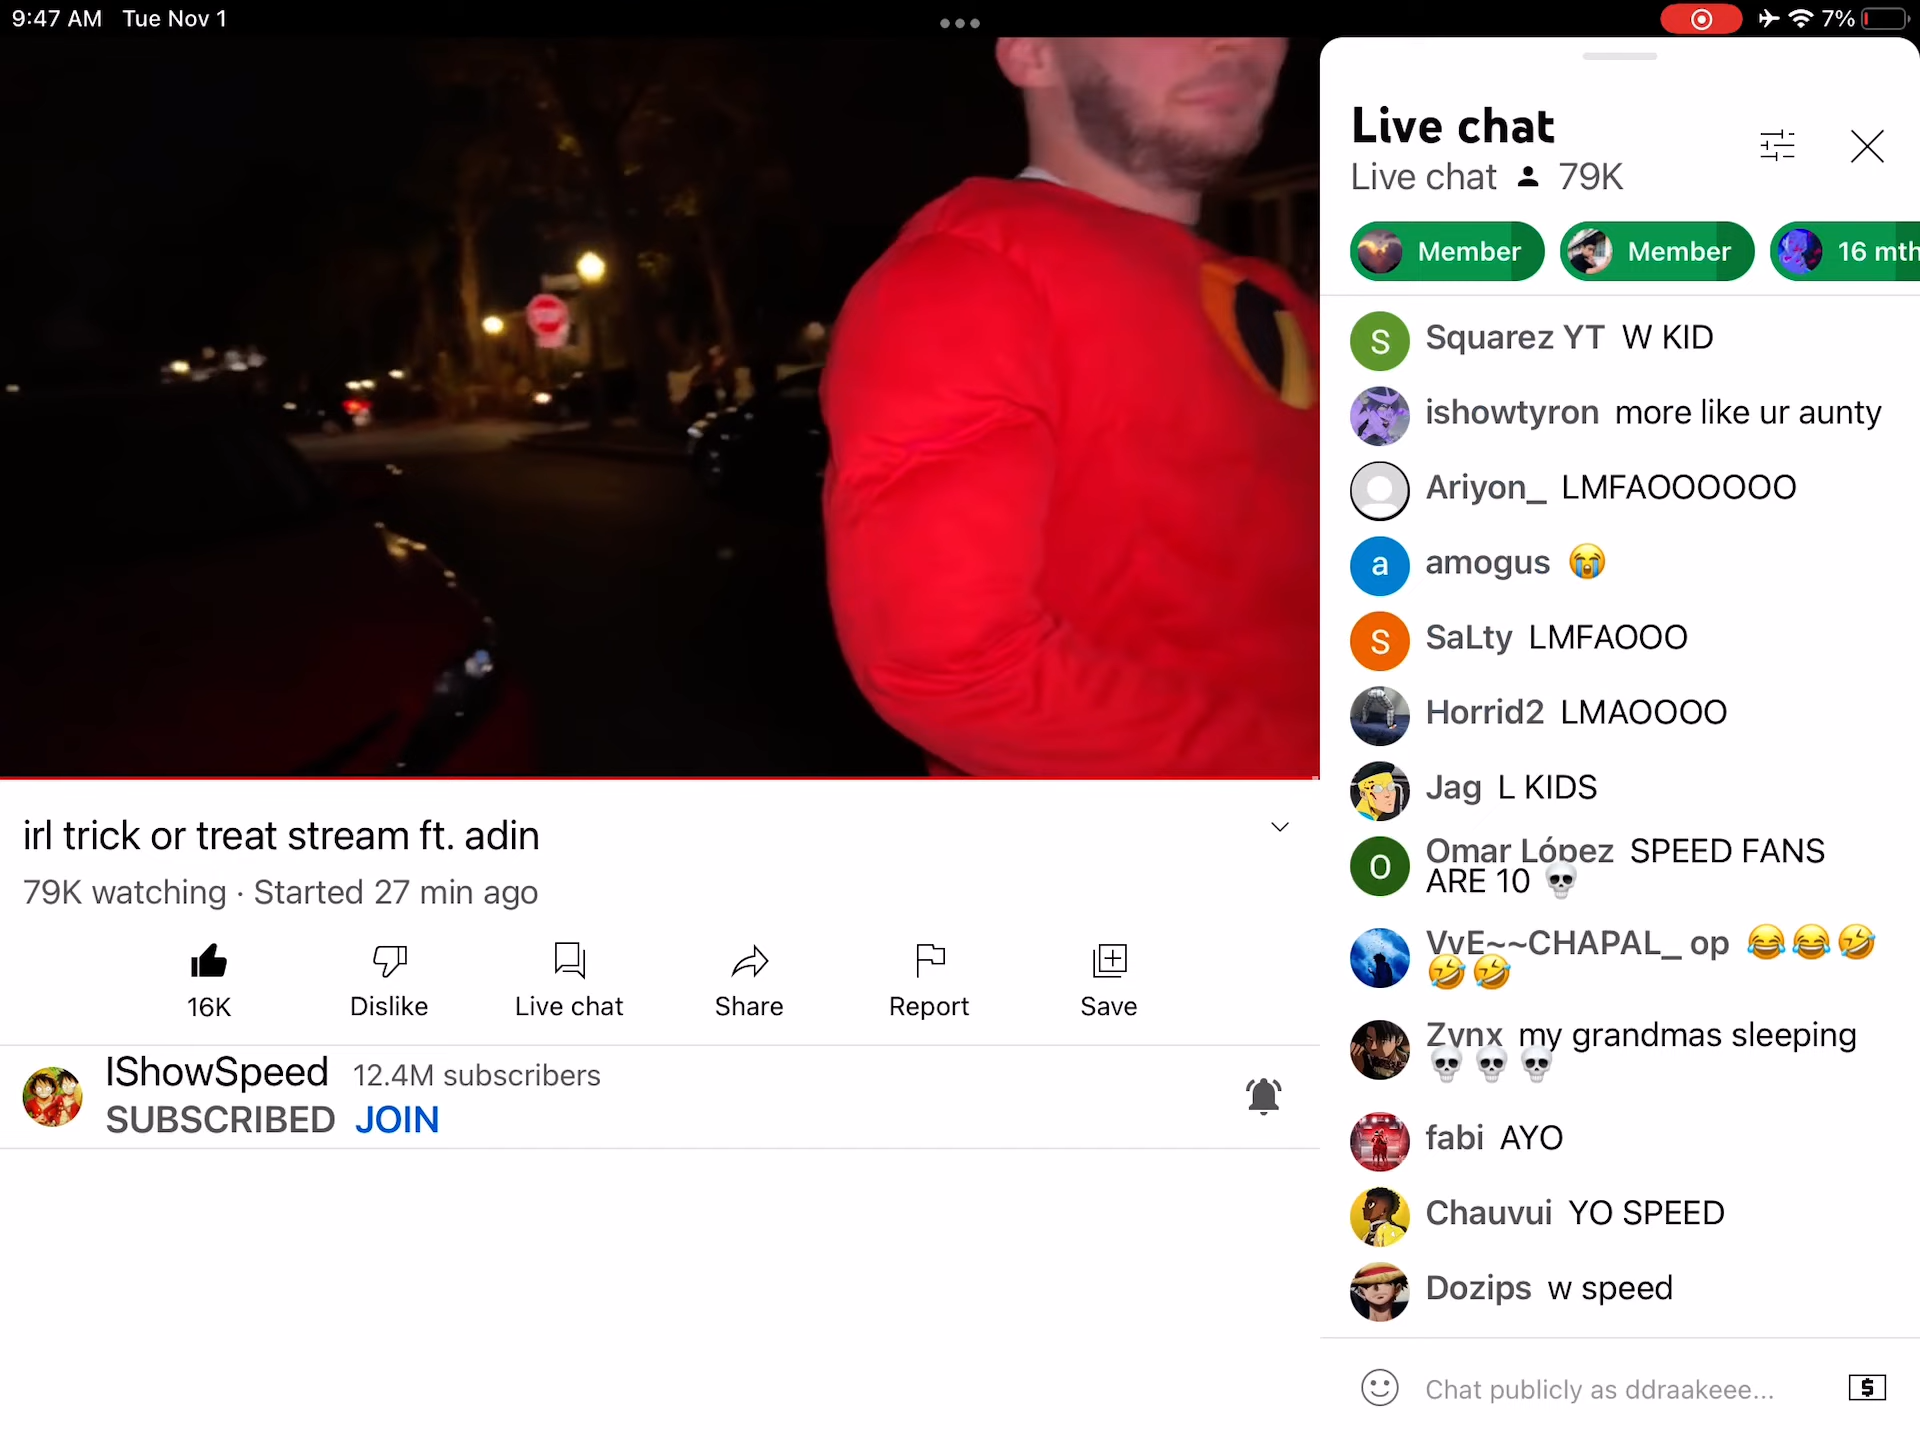 9:47 AM Tue Nov 1
7%
Live chat
Live chat 79K
Member Member 16 mth
Squarez YT W KID
ishowtyron more like ur aunty
Ariyon_ LMFAOOOOOO
a amogus 😭
S SaLty LMFAOOO
Horrid2 LMAOOOO
Jag L KIDS
O Omar López SPEED FANS
ARE 10 💀
VvE~~CHAPAL_ op 😂😂🤣
🤣🤣
Zynx my grandmas sleeping
💀💀💀
fabi AYO
Chauvui YO SPEED
Dozips w speed
Chat publicly as ddraakeee...
irl trick or treat stream ft. adin
79K watching · Started 27 min ago
16K Dislike Live chat Share Report Save
IShowSpeed 12.4M subscribers
SUBSCRIBED JOIN